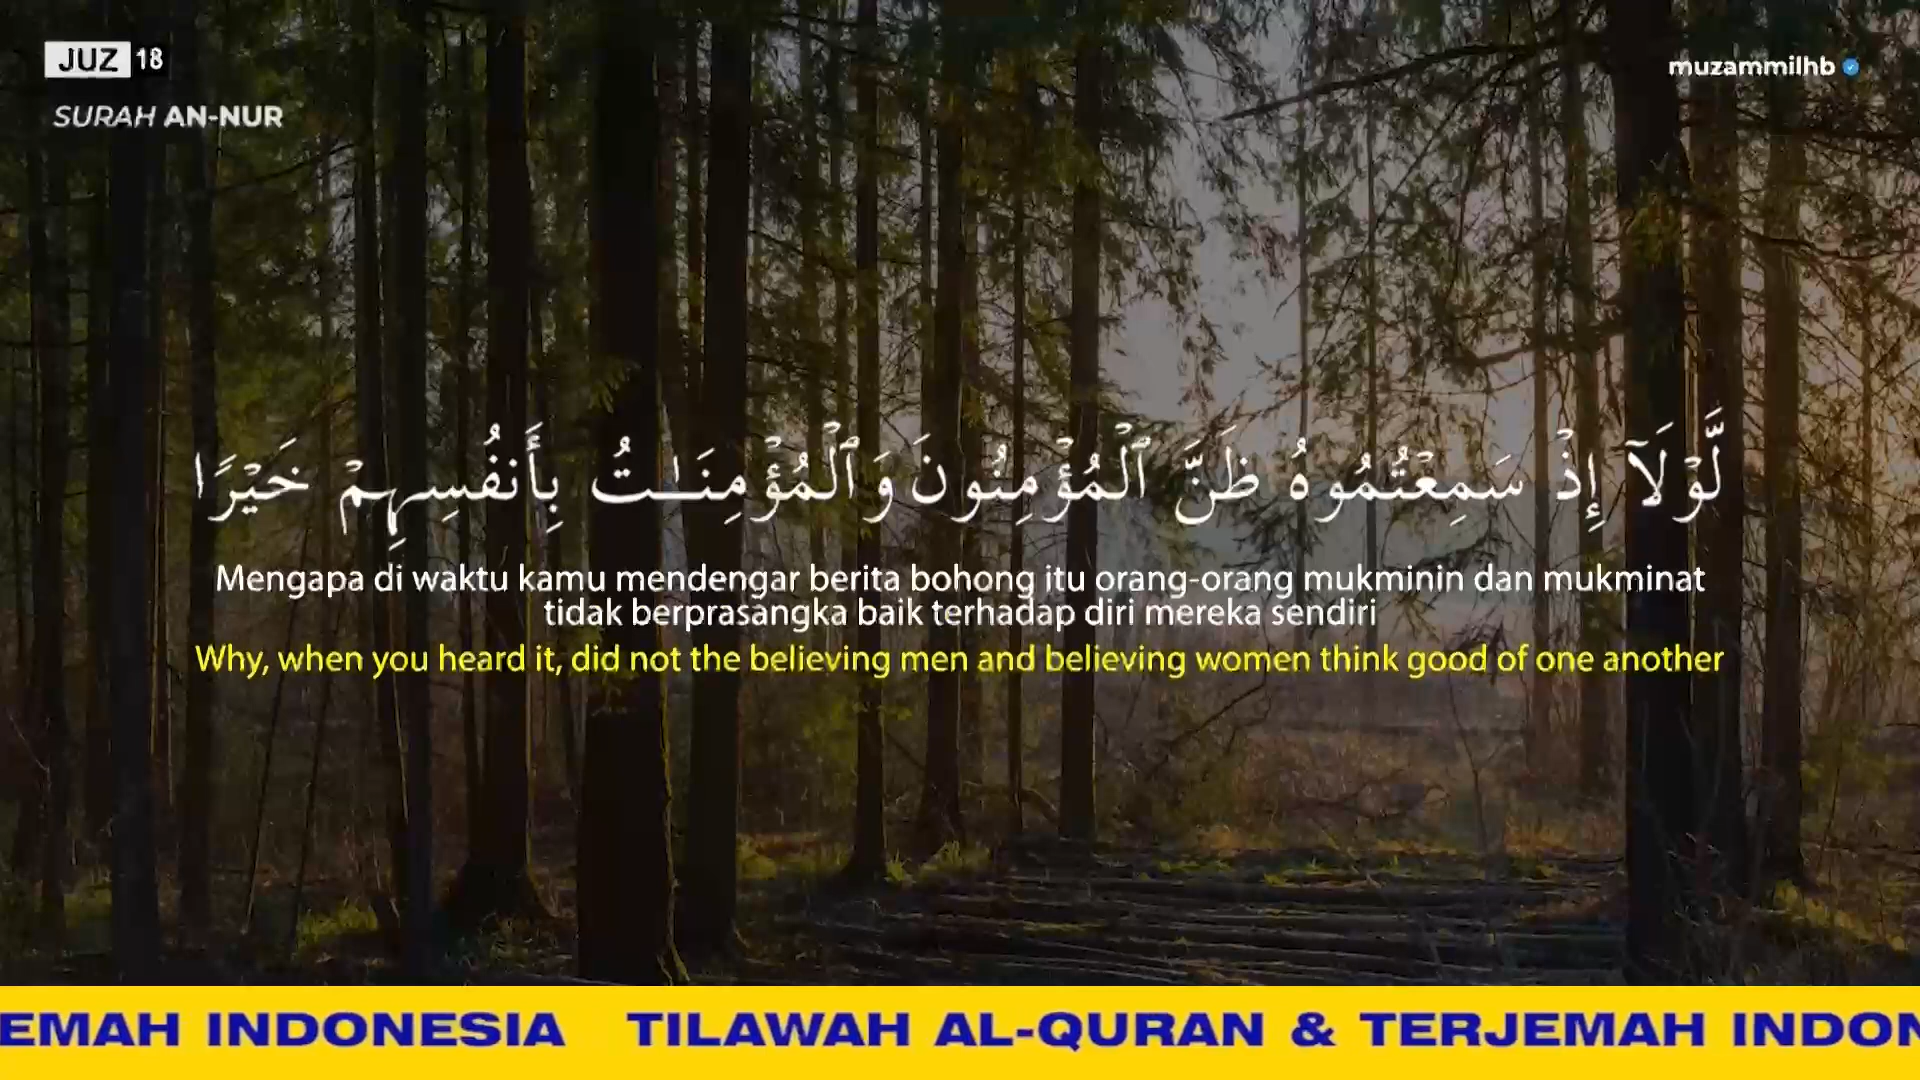 JUZ 18
muzammilhb
SURAH AN-NUR
لَّوْلَآ إِذْ سَمِعْتُمُوهُ ظَنَّ ٱلْمُؤْمِنُونَ وَٱلْمُؤْمِنَـٰتُ بِأَنفُسِهِمْ خَيْرًا
Mengapa di waktu kamu mendengar berita bohong itu orang-orang mukminin dan mukminat
tidak berprasangka baik terhadap diri mereka sendiri
Why, when you heard it, did not the believing men and believing women think good of one another
EMAH INDONESIA TILAWAH AL-QURAN & TERJEMAH INDON